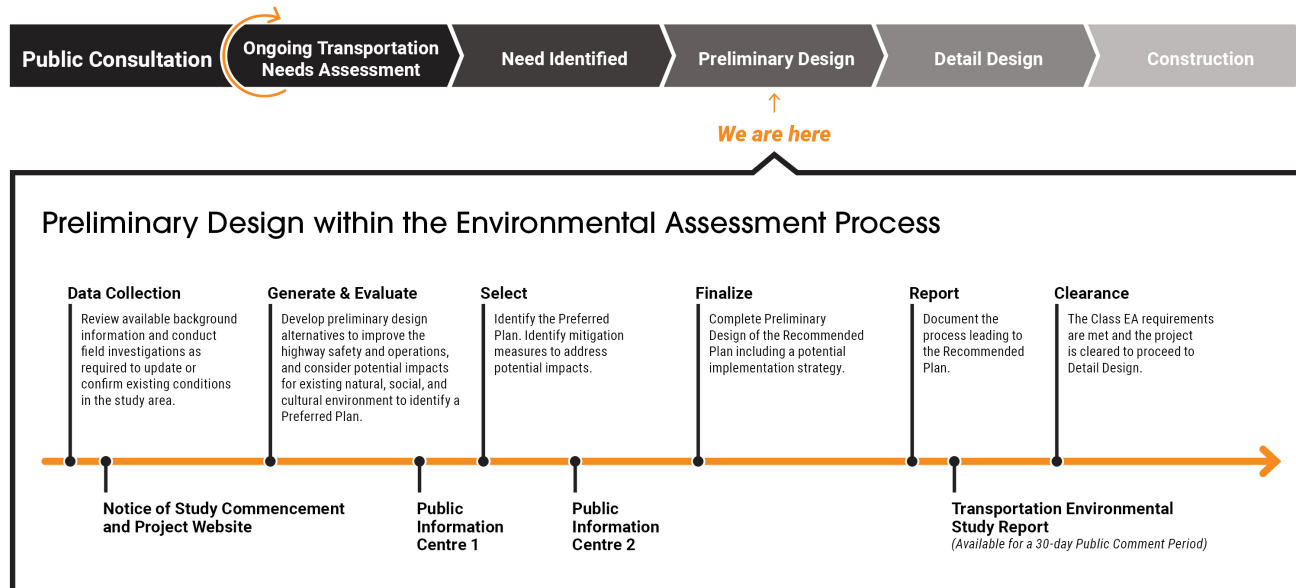 Public Consultation
Ongoing Transportation
Needs Assessment
Need Identified
Preliminary Design
Detail Design
Construction
We are here
Preliminary Design within the Environmental Assessment Process
Data Collection
Review available background
information and conduct
field investigations as
required to update or
confirm existing conditions
in the study area.
Generate & Evaluate
Develop preliminary design
alternatives to improve the
highway safety and operations,
and consider potential impacts
for existing natural, social, and
cultural environment to identify a
Preferred Plan.
Select
Identify the Preferred
Plan. Identify mitigation
measures to address
potential impacts.
Finalize
Complete Preliminary
Design of the Recommended
Plan including a potential
implementation strategy.
Report
Document the
process leading to
the Recommended
Plan.
Clearance
The Class EA requirements
are met and the project
is cleared to proceed to
Detail Design.
Notice of Study Commencement
and Project Website
Public
Information
Centre 1
Public
Information
Centre 2
Transportation Environmental
Study Report
(Available for a 30-day Public Comment Period)